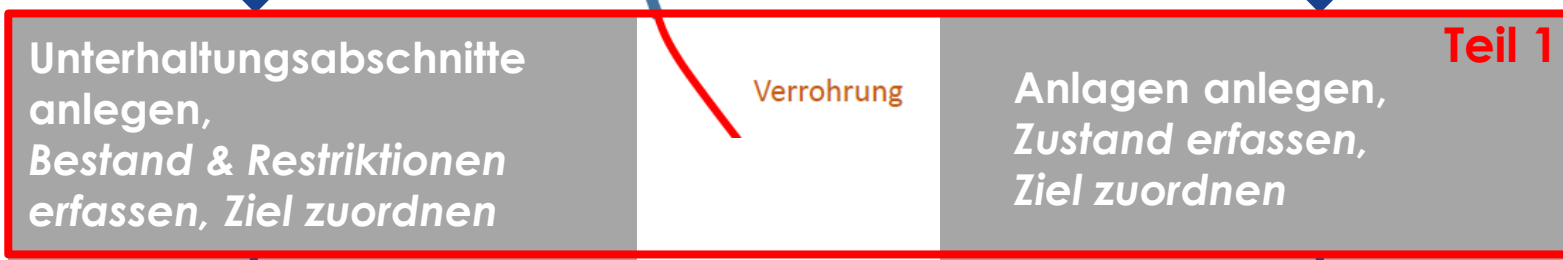 Unterhaltungsabschnitte
anlegen,
Bestand & Restriktionen
erfassen, Ziel zuordnen
Verrohrung
Teil 1
Anlagen anlegen,
Zustand erfassen,
Ziel zuordnen